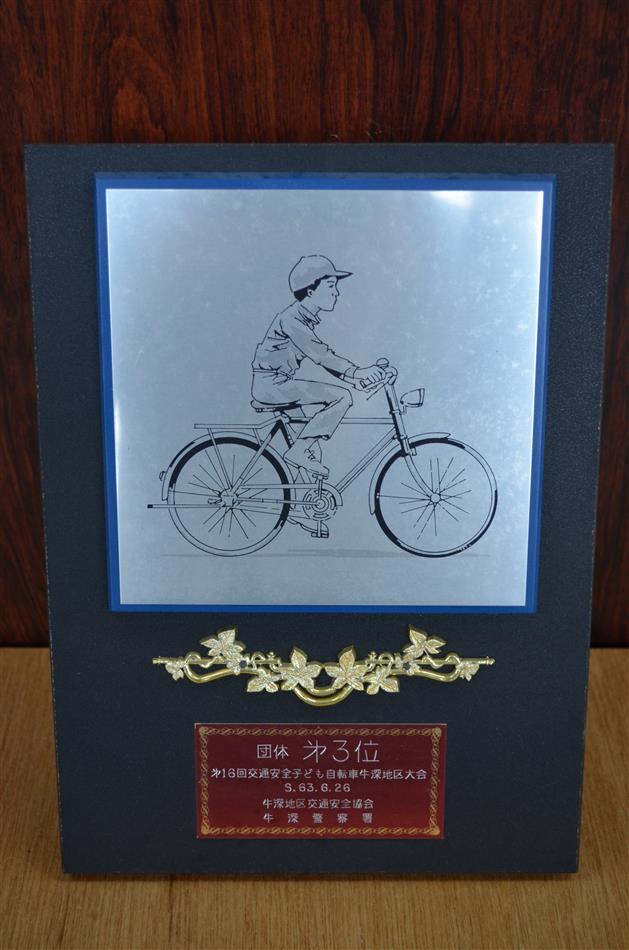 団体 第3位
第16回交通安全子ども自転車牛深地区大会
S.63.6.26
牛深地区交通安全協会
牛深警察署